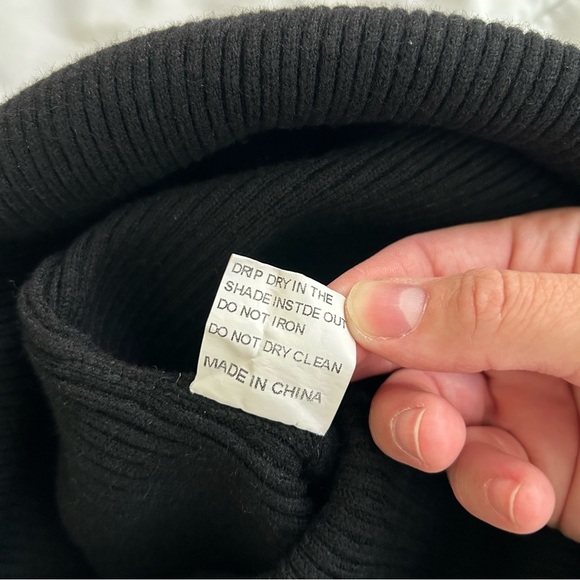 DRIP DRY IN THE
SHADE INSTDE OUT
DO NOT IRON
DO NOT DRY CLEAN
MADE IN CHINA